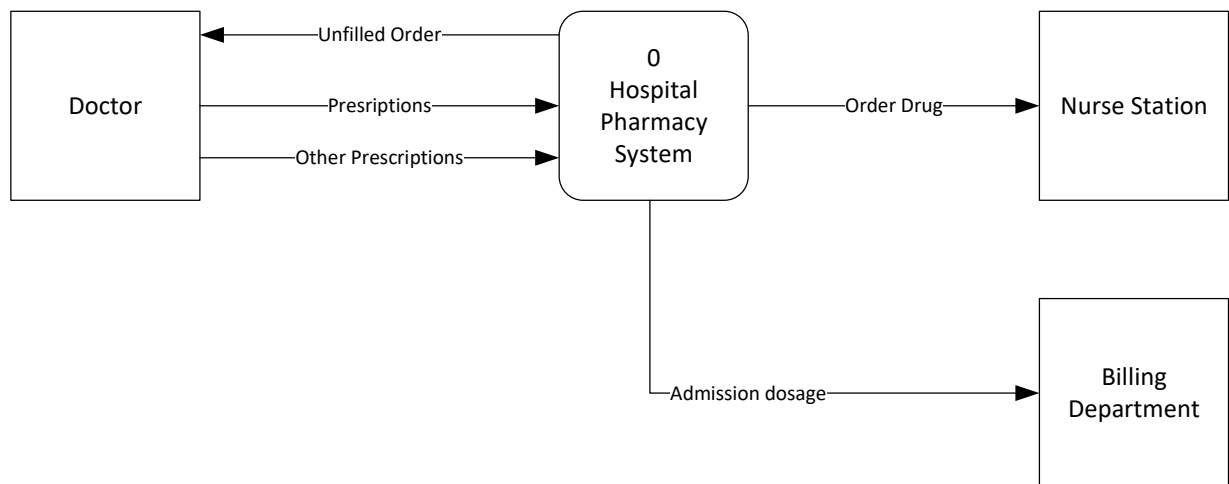 Unfilled Order
0
Hospital
Pharmacy
System
Doctor
Presriptions
Order Drug
Nurse Station
Other Prescriptions
Admission dosage
Billing
Department